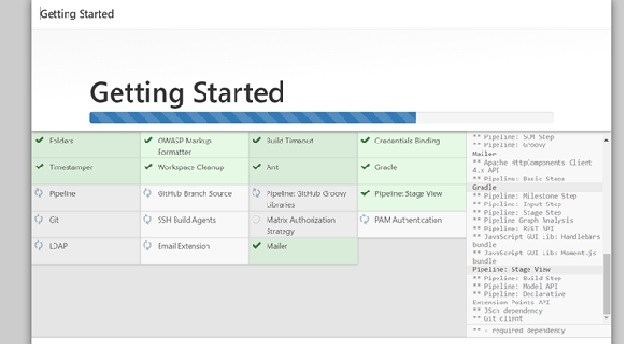 Getting Started
Getting Started
Folders
OWASP Markup
Formatter
Build Timeout
Credentials Binding
Timestamper
Workspace Cleanup
Ant
Gradle
Pipeline
GitHub Branch Source
Pipeline: GitHub Groovy
Libraries
Pipeline: Stage View
Git
SSH Build Agents
Matrix Authorization
Strategy
PAM Authentication
LDAP
Email Extension
Mailer
** Pipeline: SCM Step
** Pipeline: Groovy
Mailer
** Apache HttpComponents Client
4.x API
** Pipeline: Basic Steps
Gradle
** Pipeline: Milestone Step
** Pipeline: Input Step
** Pipeline: Stage Step
** Pipeline Graph Analysis
** Pipeline: REST API
** JavaScript GUI Lib: Handlebars
bundle
** JavaScript GUI Lib: Moment.js
bundle
Pipeline: Stage View
** Pipeline: Build Step
** Pipeline: Model API
** Pipeline: Declarative
Extension Points API
** JSch dependency
** Git client
** - required dependency